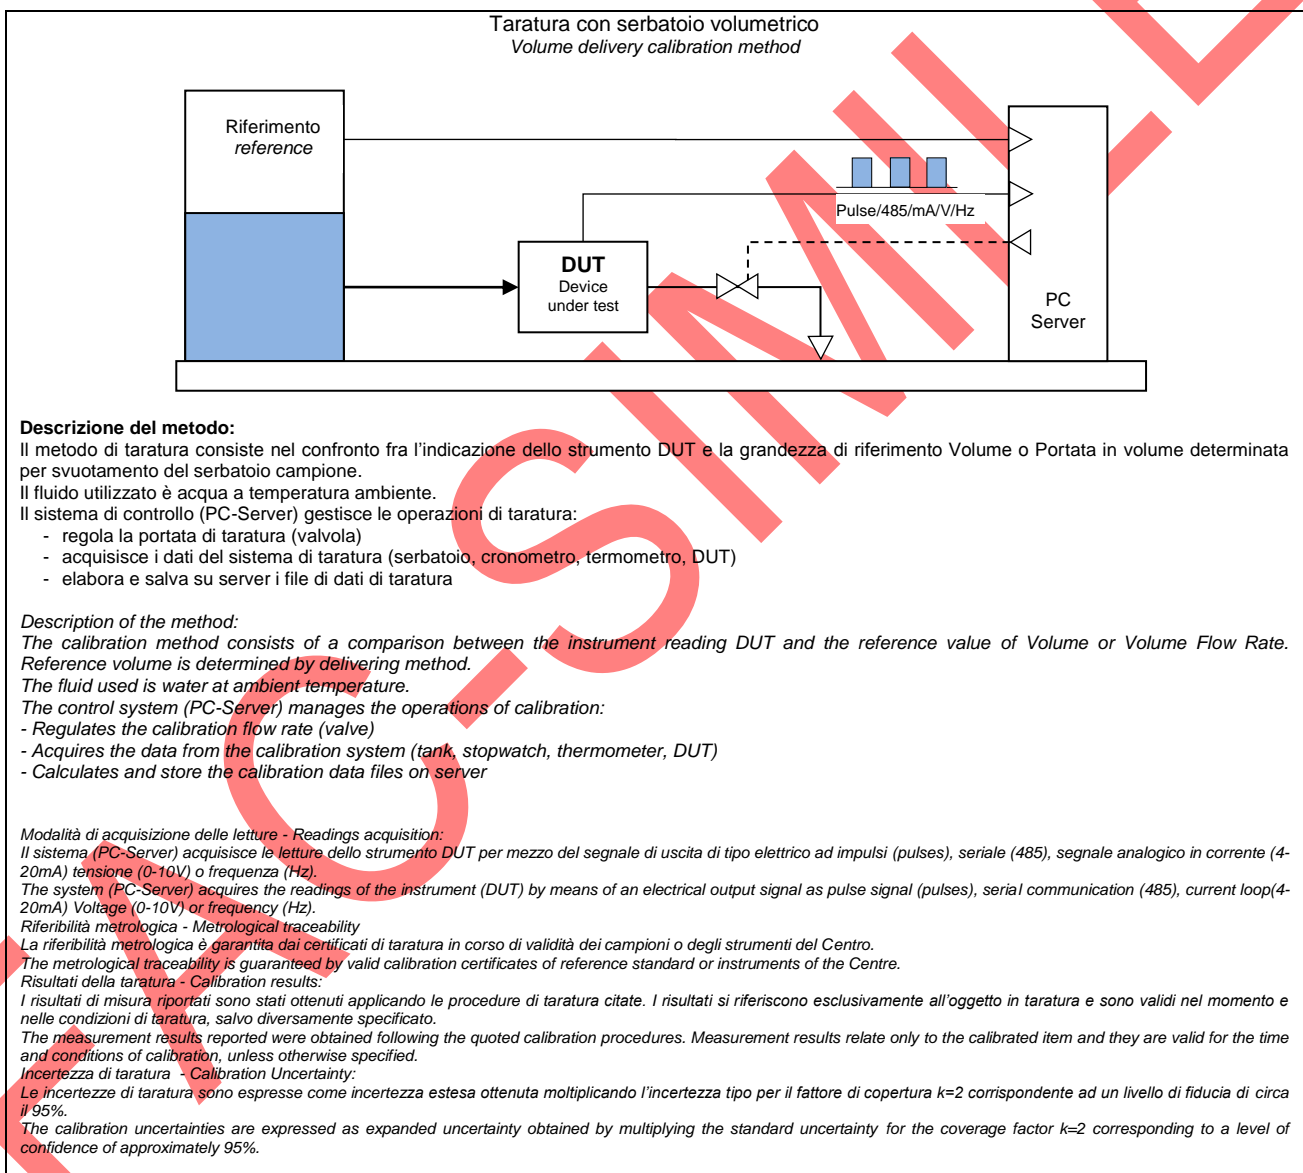 Taratura con serbatoio volumetrico
Volume delivery calibration method
Riferimento
reference
Pulse/485/mA/V/Hz
DUT
Device
under test
PC
Server
Descrizione del metodo:
Il metodo di taratura consiste nel confronto fra l'indicazione dello strumento DUT e la grandezza di riferimento Volume o Portata in volume determinata
per svuotamento del serbatoio campione.
Il fluido utilizzato è acqua a temperatura ambiente.
Il sistema di controllo (PC-Server) gestisce le operazioni di taratura:
- regola la portata di taratura (valvola)
- acquisisce i dati del sistema di taratura (serbatoio, cronometro, termometro, DUT)
- elabora e salva su server i file di dati di taratura
Description of the method:
The calibration method consists of a comparison between the instrument reading DUT and the reference value of Volume or Volume Flow Rate.
Reference volume is determined by delivering method.
The fluid used is water at ambient temperature.
The control system (PC-Server) manages the operations of calibration:
- Regulates the calibration flow rate (valve)
- Acquires the data from the calibration system (tank, stopwatch, thermometer, DUT)
- Calculates and store the calibration data files on server
Modalità di acquisizione delle letture - Readings acquisition:
Il sistema (PC-Server) acquisisce le letture dello strumento DUT per mezzo del segnale di uscita di tipo elettrico ad impulsi (pulses), seriale (485), segnale analogico in corrente (4-
20mA) tensione (0-10V) o frequenza (Hz).
The system (PC-Server) acquires the readings of the instrument (DUT) by means of an electrical output signal as pulse signal (pulses), serial communication (485), current loop(4-
20mA) Voltage (0-10V) or frequency (Hz).
Riferibilità metrologica - Metrological traceability
La riferibilità metrologica è garantita dai certificati di taratura in corso di validità dei campioni o degli strumenti del Centro.
The metrological traceability is guaranteed by valid calibration certificates of reference standard or instruments of the Centre.
Risultati della taratura - Calibration results:
I risultati di misura riportati sono stati ottenuti applicando le procedure di taratura citate. I risultati si riferiscono esclusivamente all'oggetto in taratura e sono validi nel momento e
nelle condizioni di taratura, salvo diversamente specificato.
The measurement results reported were obtained following the quoted calibration procedures. Measurement results relate only to the calibrated item and they are valid for the time
and conditions of calibration, unless otherwise specified.
Incertezza di taratura - Calibration Uncertainty:
Le incertezze di taratura sono espresse come incertezza estesa ottenuta moltiplicando l'incertezza tipo per il fattore di copertura k=2 corrispondente ad un livello di fiducia di circa
il 95%.
The calibration uncertainties are expressed as expanded uncertainty obtained by multiplying the standard uncertainty for the coverage factor k=2 corresponding to a level of
confidence of approximately 95%.
FAC-SIMILE